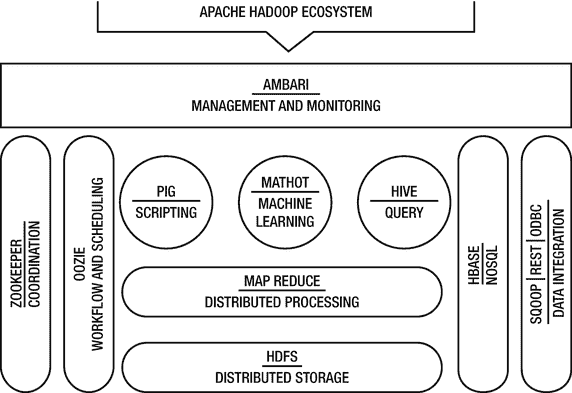 APACHE HADOOP ECOSYSTEM
AMBARI
MANAGEMENT AND MONITORING
ZOOKEEPER
COORDINATION
OOZIE
WORKFLOW AND SCHEDULING
PIG
SCRIPTING
MATHOT
MACHINE
LEARNING
HIVE
QUERY
MAP REDUCE
DISTRIBUTED PROCESSING
HDFS
DISTRIBUTED STORAGE
HBASE
NOSQL
SQOOP | REST | ODBC
DATA INTEGRATION